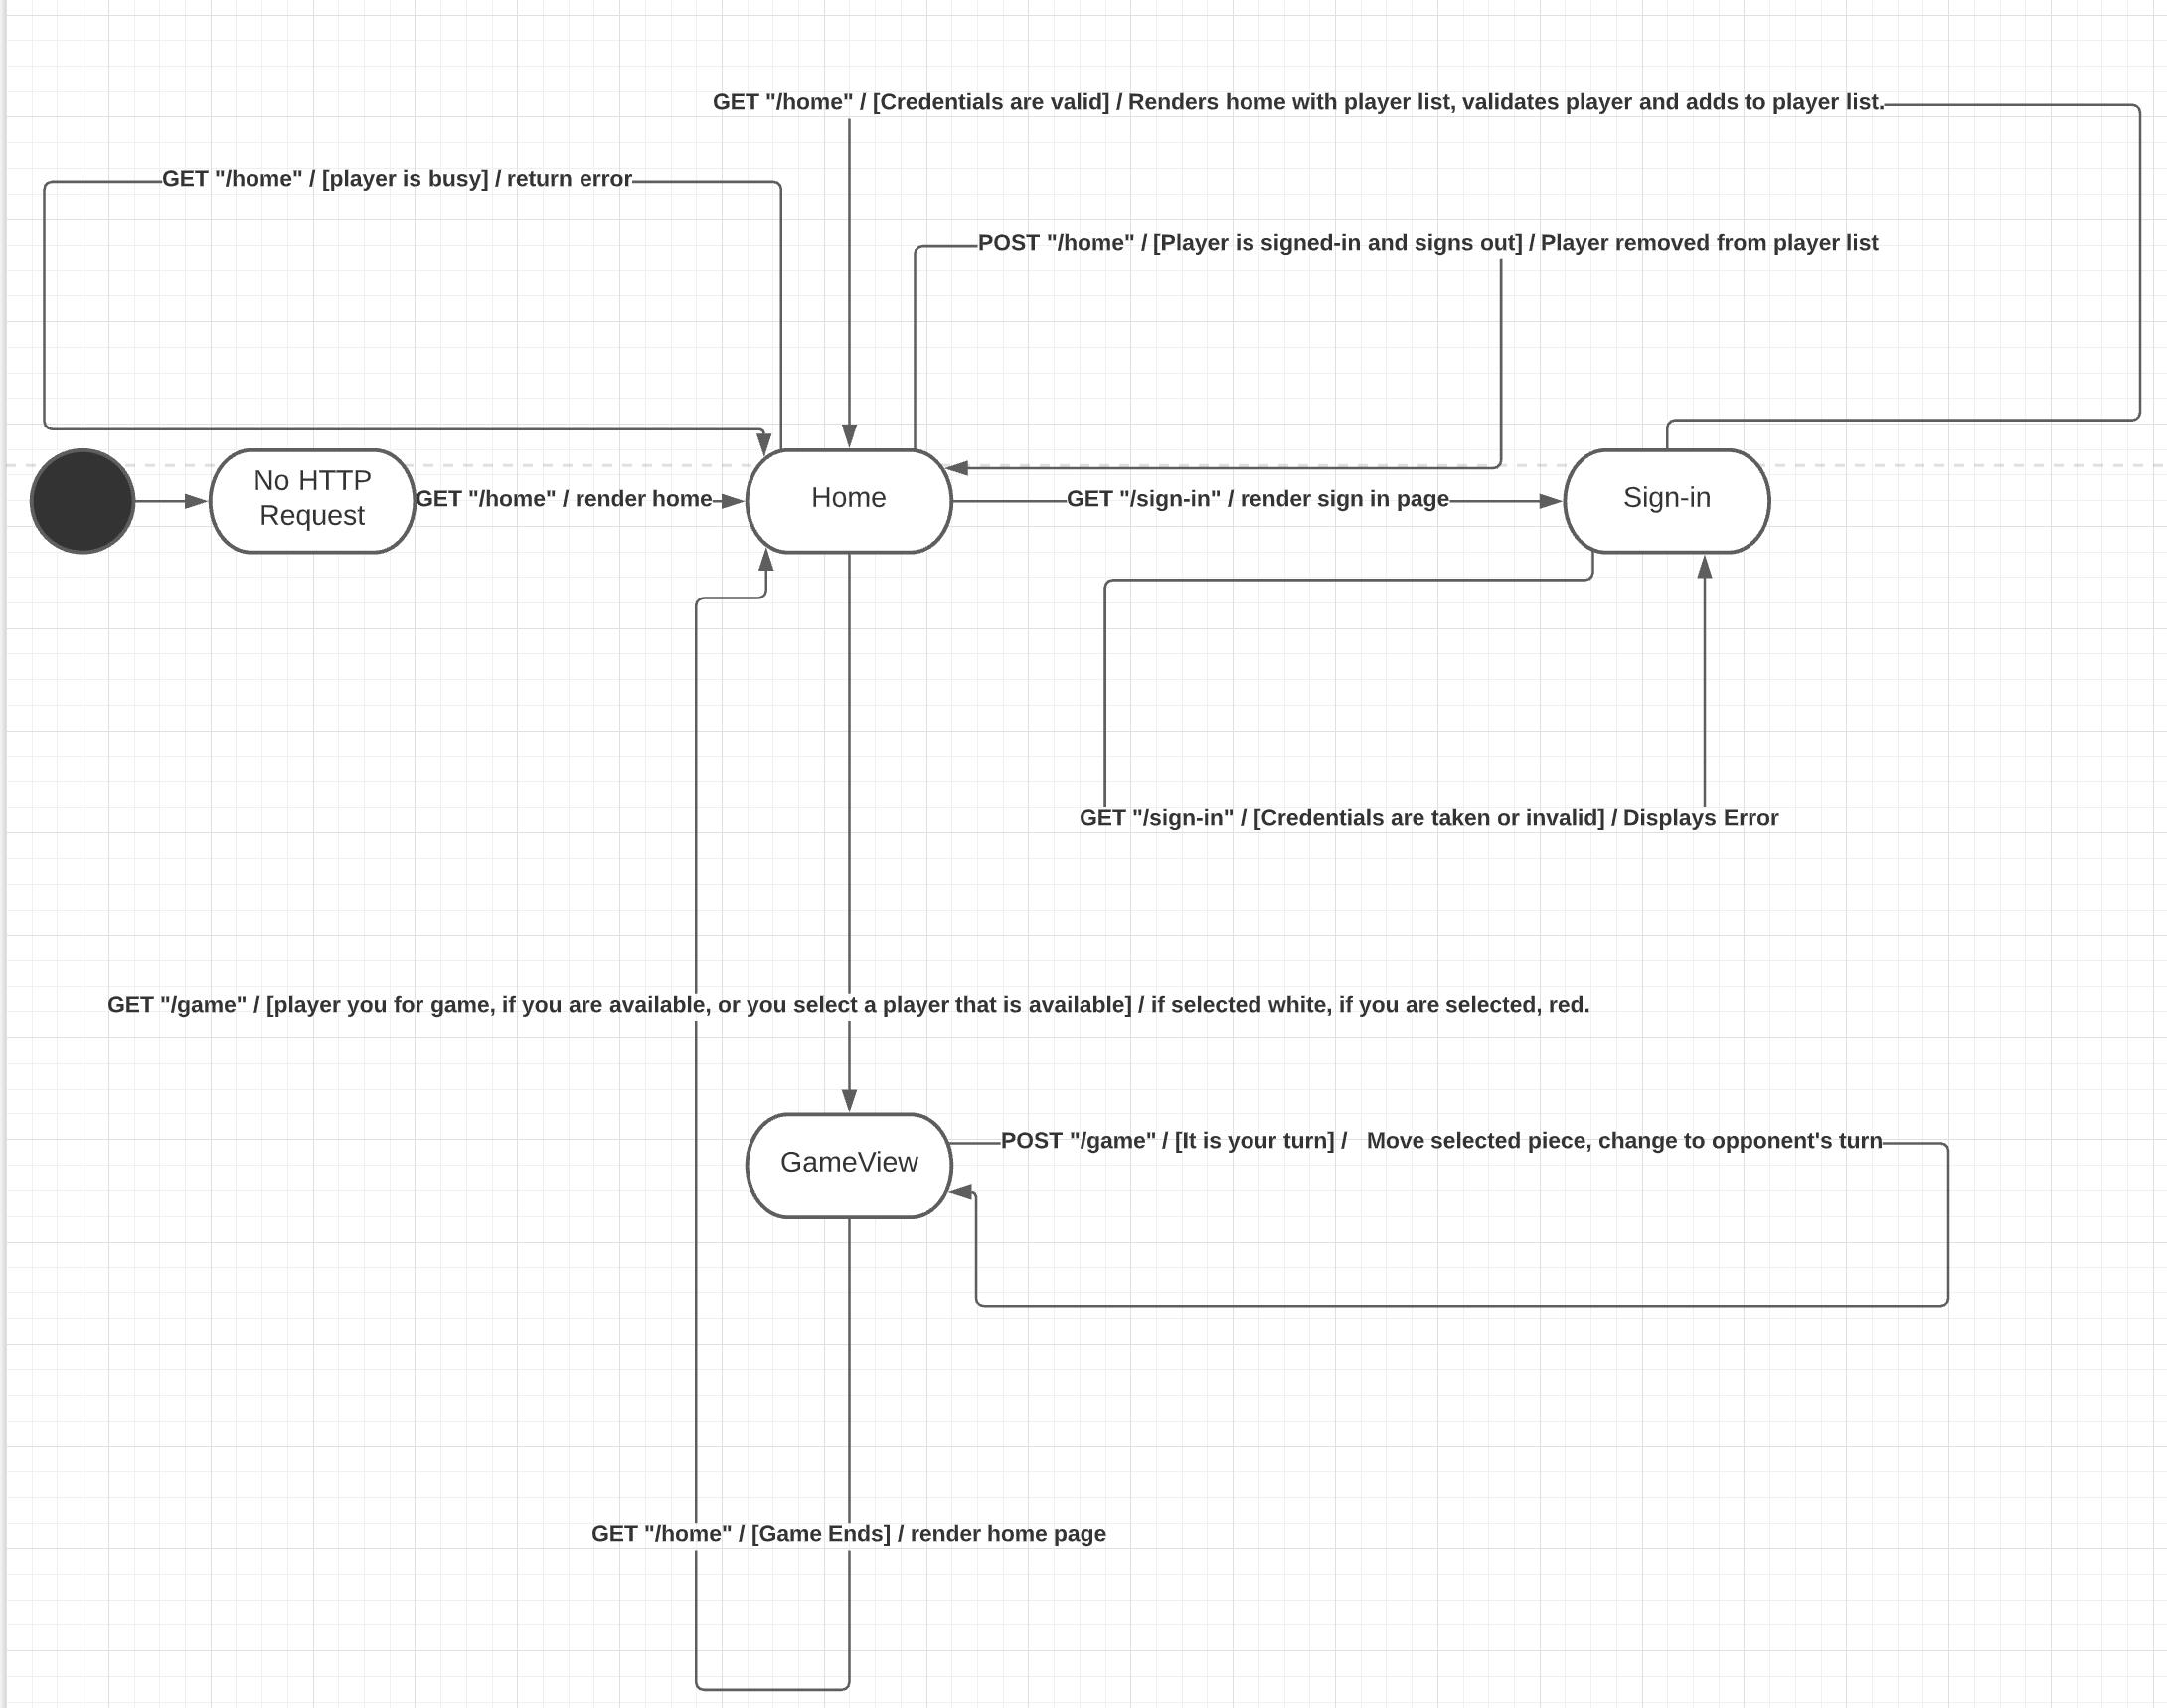 GET "/home" / [Credentials are valid] / Renders home with player list, validates player and adds to player list.
GET "/home" / [player is busy] / return error
POST "/home" / [Player is signed-in and signs out] / Player removed from player list
No HTTP
Request
GET "/home" / render home
Home
GET "/sign-in" / render sign in page
Sign-in
GET "/sign-in" / [Credentials are taken or invalid] / Displays Error
GET "/game" / [player you for game, if you are available, or you select a player that is available] / if selected white, if you are selected, red.
GameView
POST "/game" / [It is your turn] /   Move selected piece, change to opponent's turn
GET "/home" / [Game Ends] / render home page